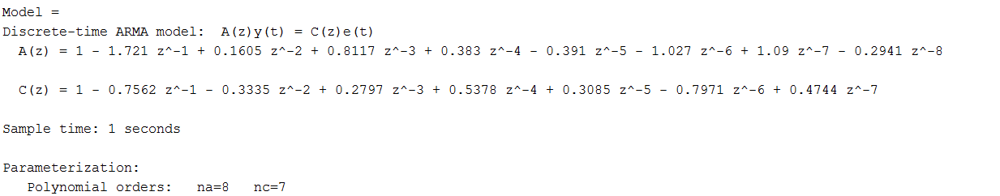 Model =
Discrete-time ARMA model:  A(z)y(t) = C(z)e(t)
  A(z) = 1 - 1.721 z^-1 + 0.1605 z^-2 + 0.8117 z^-3 + 0.383 z^-4 - 0.391 z^-5 - 1.027 z^-6 + 1.09 z^-7 - 0.2941 z^-8
  C(z) = 1 - 0.7562 z^-1 - 0.3335 z^-2 + 0.2797 z^-3 + 0.5378 z^-4 + 0.3085 z^-5 - 0.7971 z^-6 + 0.4744 z^-7
Sample time: 1 seconds
Parameterization:
   Polynomial orders:   na=8   nc=7